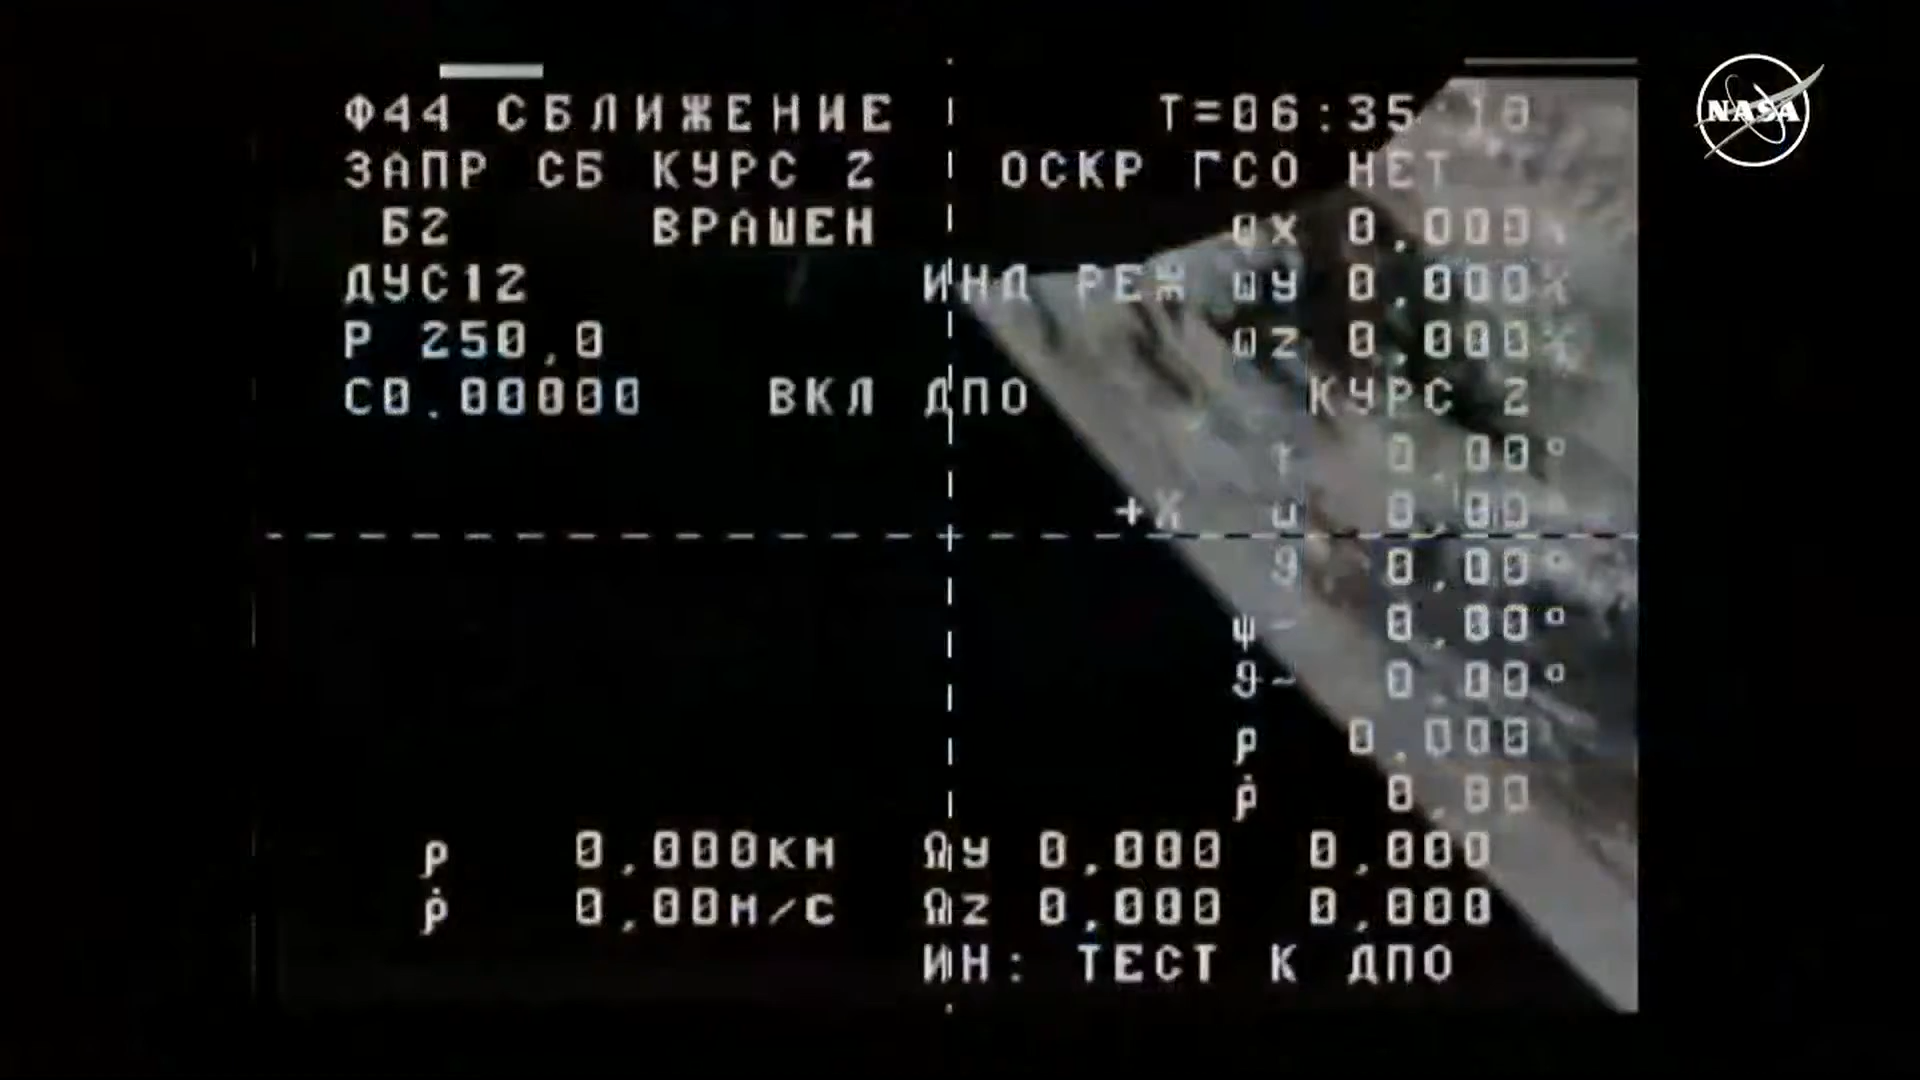 Ф44 СБЛИЖЕНИЕ Т=06:35:10
NASA
ЗАПР СБ КУРС 2 ОСКР ГСО НЕТ
Б2 ВРАШЕН ωx 0,000
ДУС12 ИНД РЕЖ ωy 0,000
Р 250,0 ωz 0,000
С0.00000 ВКЛ ДПО КУРС 2
0,00°
+X 0,00
ϑ 0,00°
ψ~ 0,00°
ϑ~ 0,00°
ρ 0.000
ρ̇ 0,00
ρ 0,000км Ωy 0,000 0,000
ρ̇ 0,00м/с Ωz 0,000 0,000
ИН: ТЕСТ К ДПО